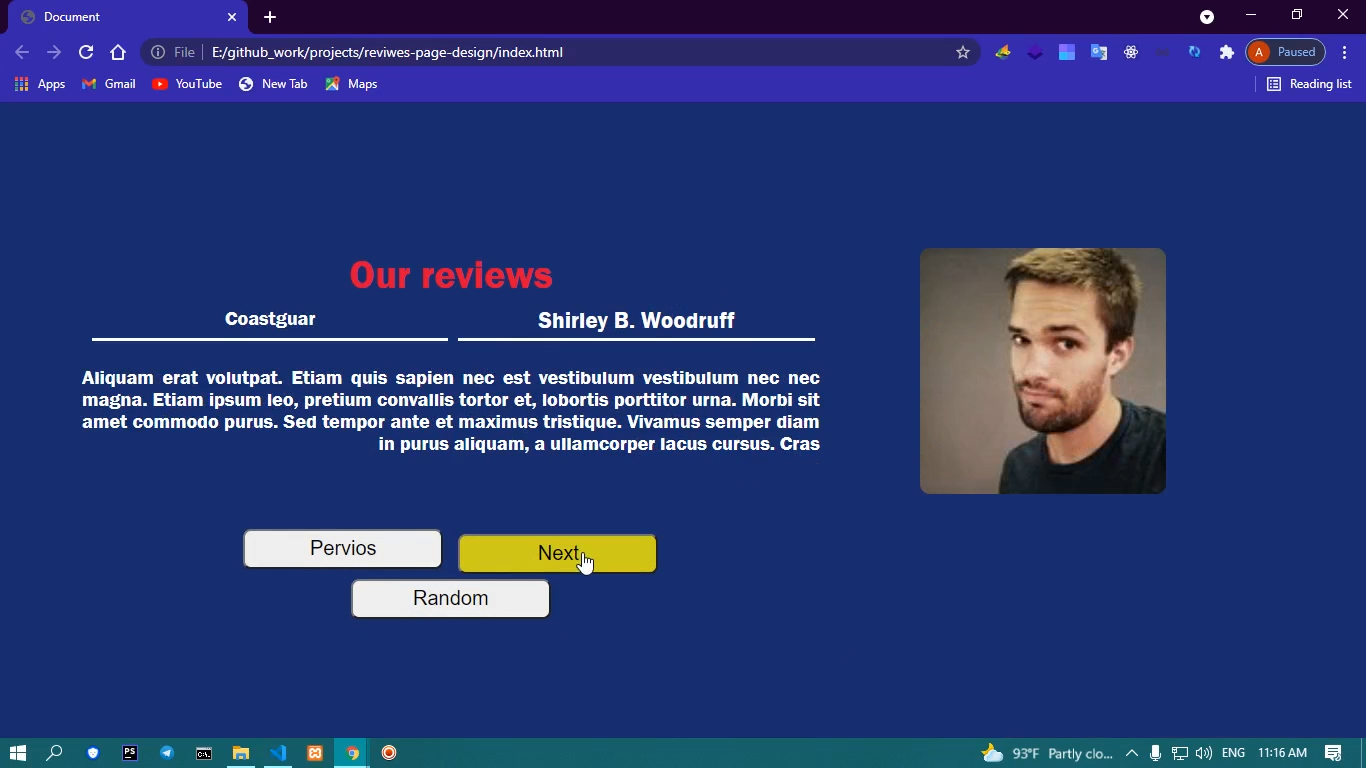 Document
File E:/github_work/projects/reviwes-page-design/index.html A Paused
Apps Gmail YouTube New Tab Maps Reading list
Our reviews
Coastguar Shirley B. Woodruff
Aliquam erat volutpat. Etiam quis sapien nec est vestibulum vestibulum nec nec
magna. Etiam ipsum leo, pretium convallis tortor et, lobortis porttitor urna. Morbi sit
amet commodo purus. Sed tempor ante et maximus tristique. Vivamus semper diam
in purus aliquam, a ullamcorper lacus cursus. Cras
Pervios Next
Random
PS 93°F Partly clo... ENG 11:16 AM